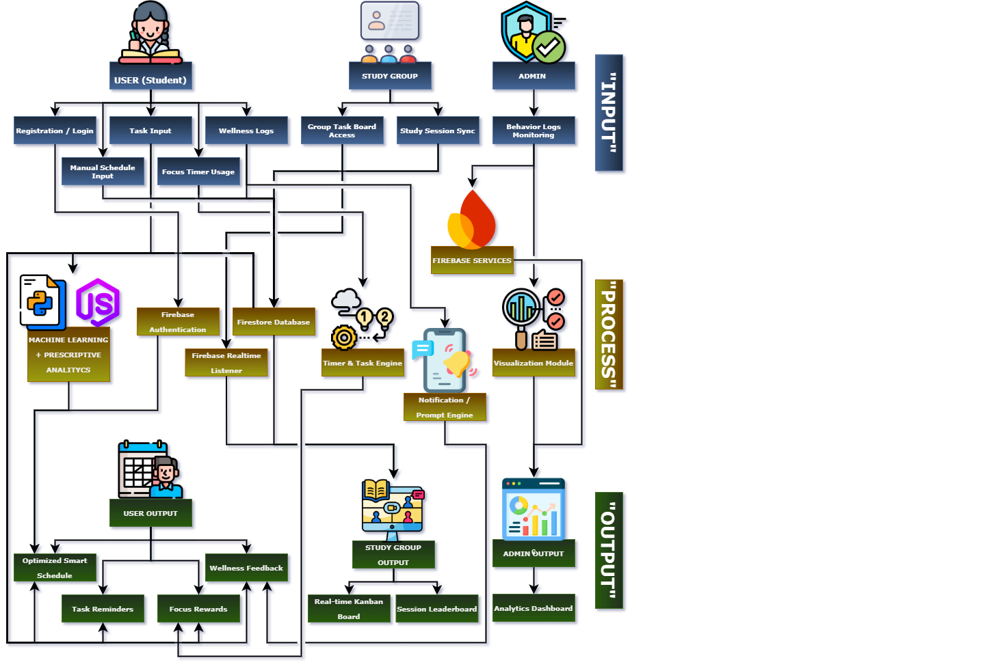 USER (Student)
STUDY GROUP
ADMIN
"INPUT"
Registration / Login
Task Input
Wellness Logs
Group Task Board
Access
Study Session Sync
Behavior Logs
Monitoring
Manual Schedule
Input
Focus Timer Usage
FIREBASE SERVICES
"PROCESS"
JS
1
2
Firebase
Authentication
Firestore Database
MACHINE LEARNING
+ PRESCRIPTIVE
ANALITYCS
Firebase Realtime
Listener
Timer & Task Engine
Visualization Module
Notification /
Prompt Engine
"OUTPUT"
USER OUTPUT
STUDY GROUP
OUTPUT
ADMIN OUTPUT
Optimized Smart
Schedule
Wellness Feedback
Task Reminders
Focus Rewards
Real-time Kanban
Board
Session Leaderboard
Analytics Dashboard